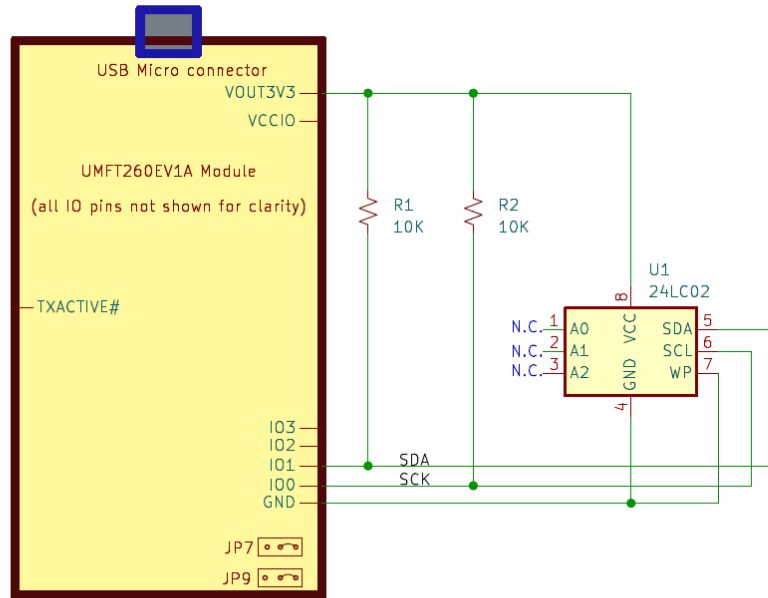 USB Micro connector
VOUT3V3
VCCIO
UMFT260EV1A Module
(all IO pins not shown for clarity)
R1
10K
R2
10K
TXACTIVE#
U1
24LC02
8
N.C. 1 A0 VCC SDA 5
N.C. 2 A1 SCL 6
N.C. 3 A2 GND WP 7
4
IO3
IO2
IO1 SDA
IO0 SCK
GND
JP7
JP9